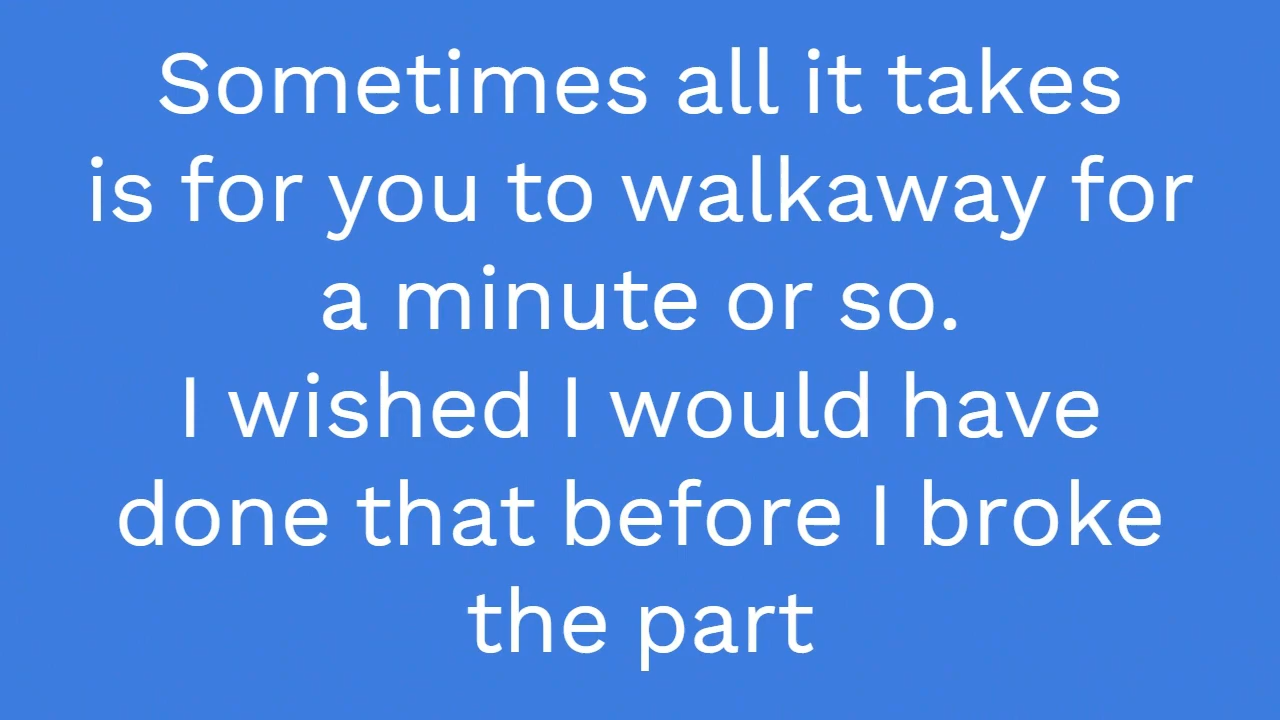 Sometimes all it takes
is for you to walkaway for
a minute or so.
I wished I would have
done that before I broke
the part